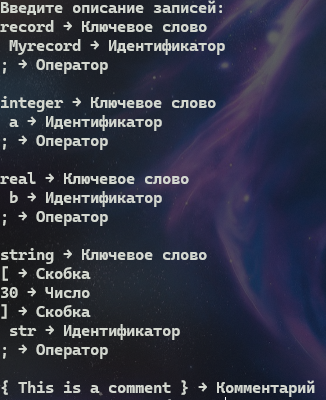 Введите описание записей:
record → Ключевое слово
 Myrecord → Идентификатор
; → Оператор

integer → Ключевое слово
 a → Идентификатор
; → Оператор

real → Ключевое слово
 b → Идентификатор
; → Оператор

string → Ключевое слово
[ → Скобка
30 → Число
] → Скобка
 str → Идентификатор
; → Оператор

{ This is a comment } → Комментарий